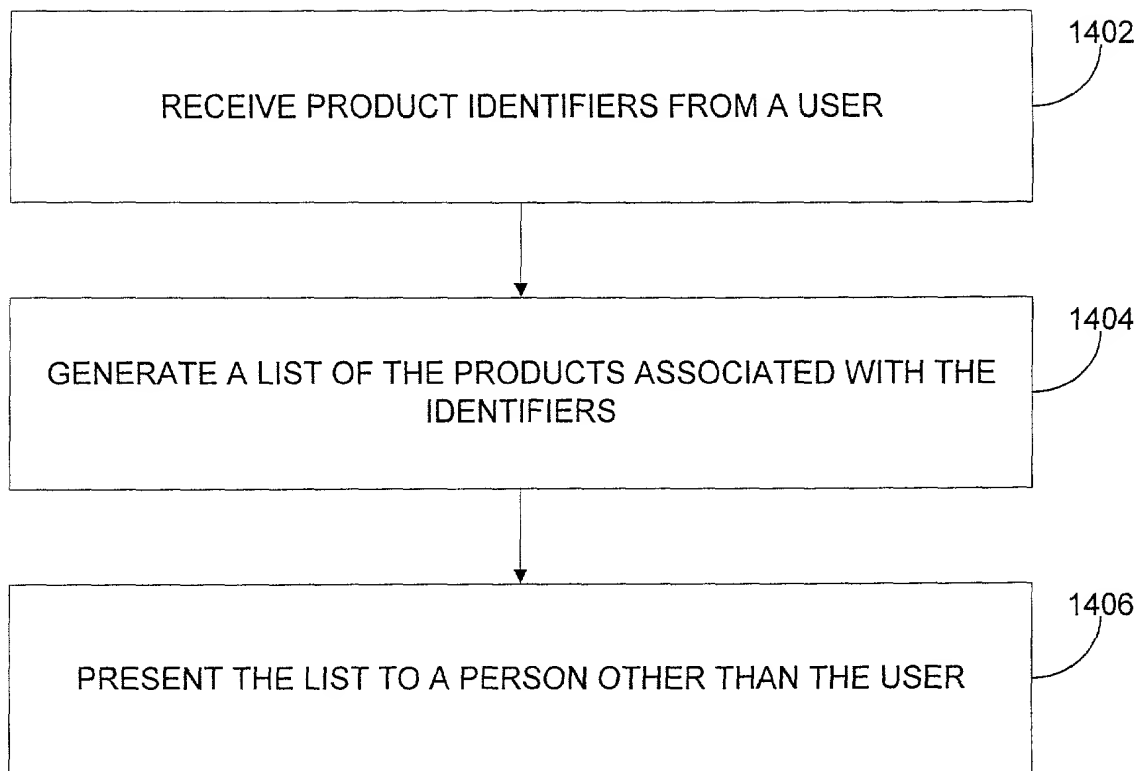 1402
RECEIVE PRODUCT IDENTIFIERS FROM A USER
1404
GENERATE A LIST OF THE PRODUCTS ASSOCIATED WITH THE
IDENTIFIERS
1406
PRESENT THE LIST TO A PERSON OTHER THAN THE USER